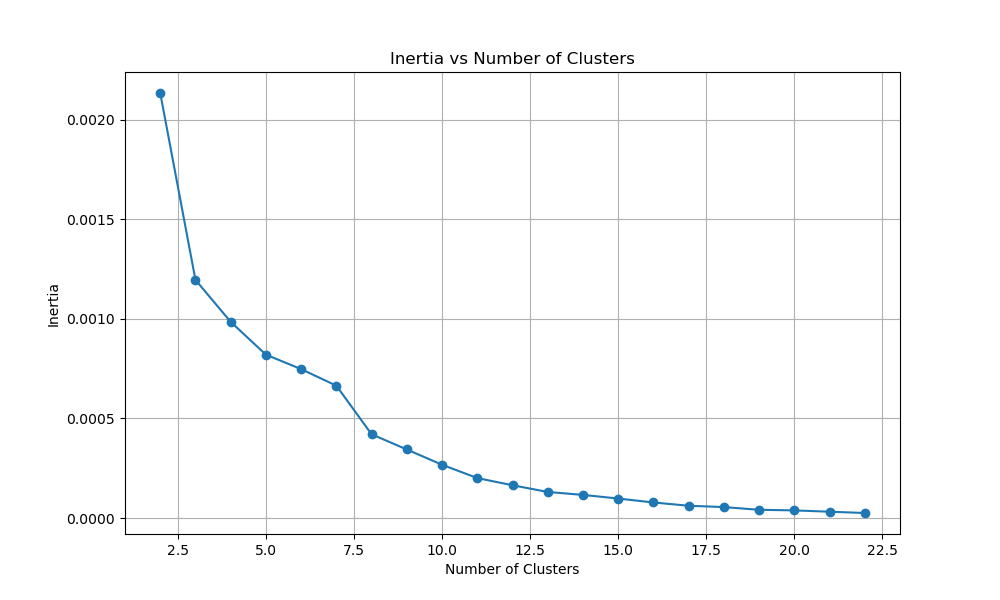 Inertia vs Number of Clusters
0.0020
0.0015
0.0010
0.0005
0.0000
Inertia
2.5 5.0 7.5 10.0 12.5 15.0 17.5 20.0 22.5
Number of Clusters